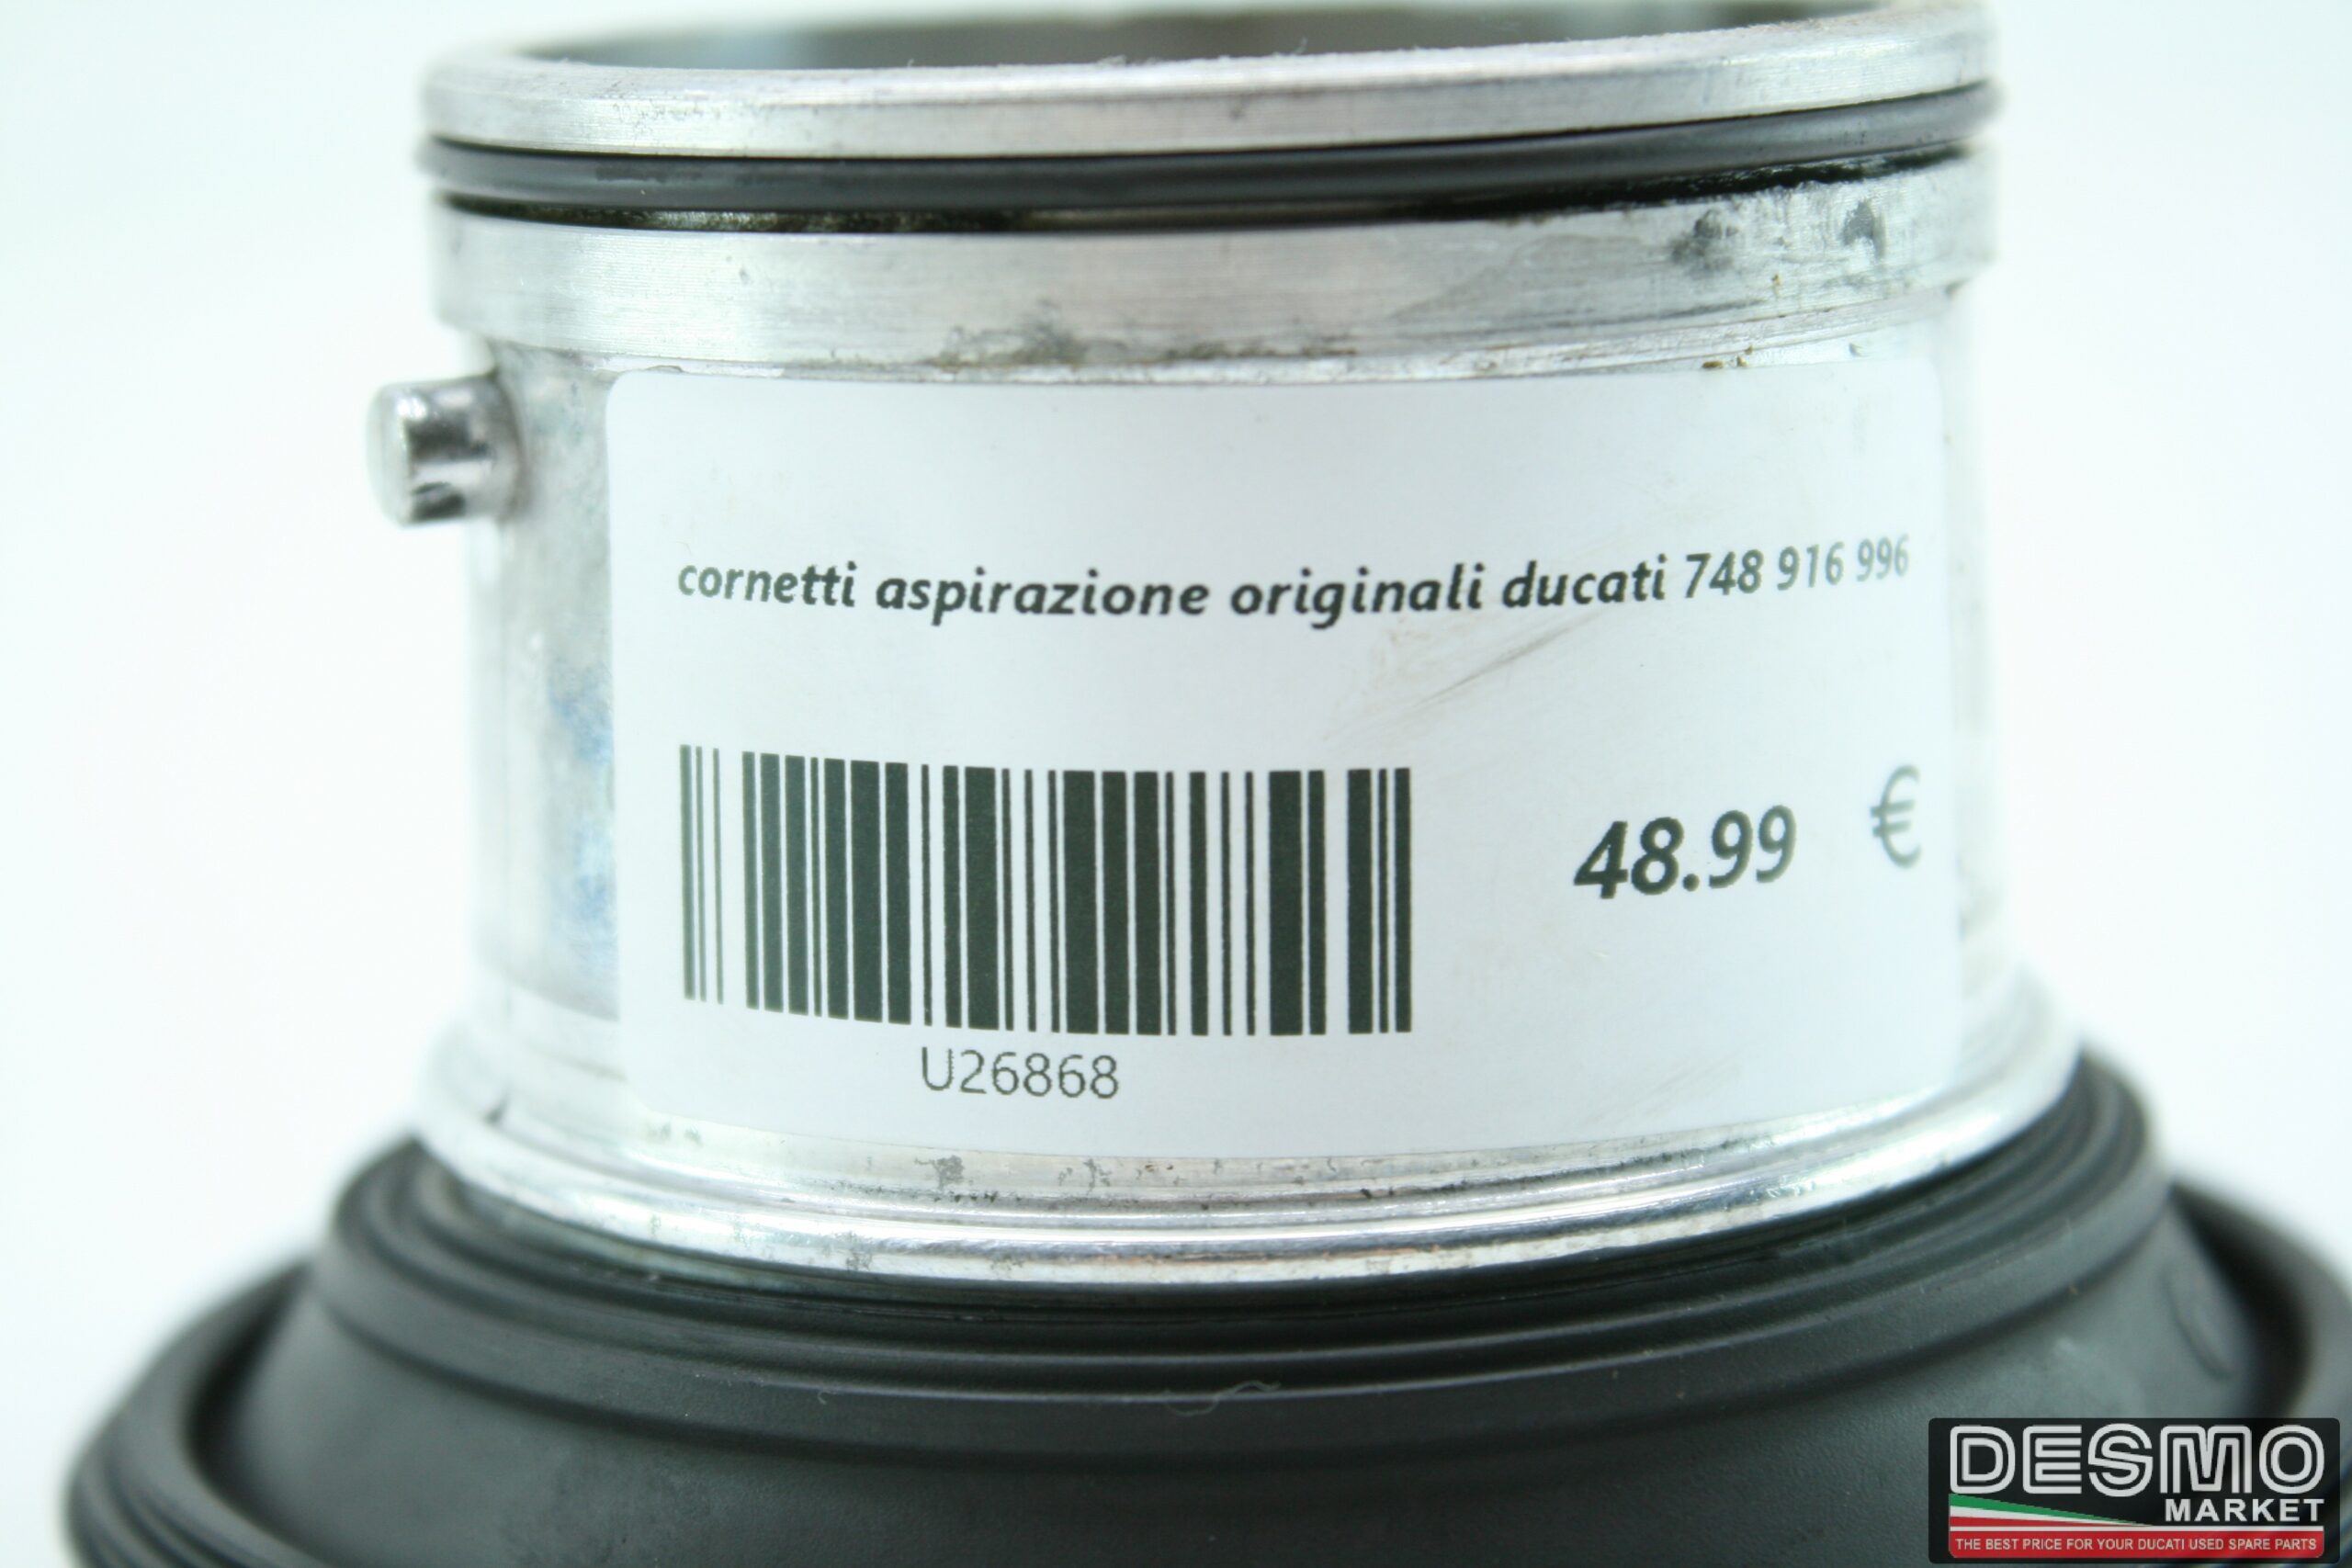 cornetti aspirazione originali ducati 748 916 996
48.99 €
U26868
DESMO
MARKET
THE BEST PRICE FOR YOUR DUCATI USED SPARE PARTS